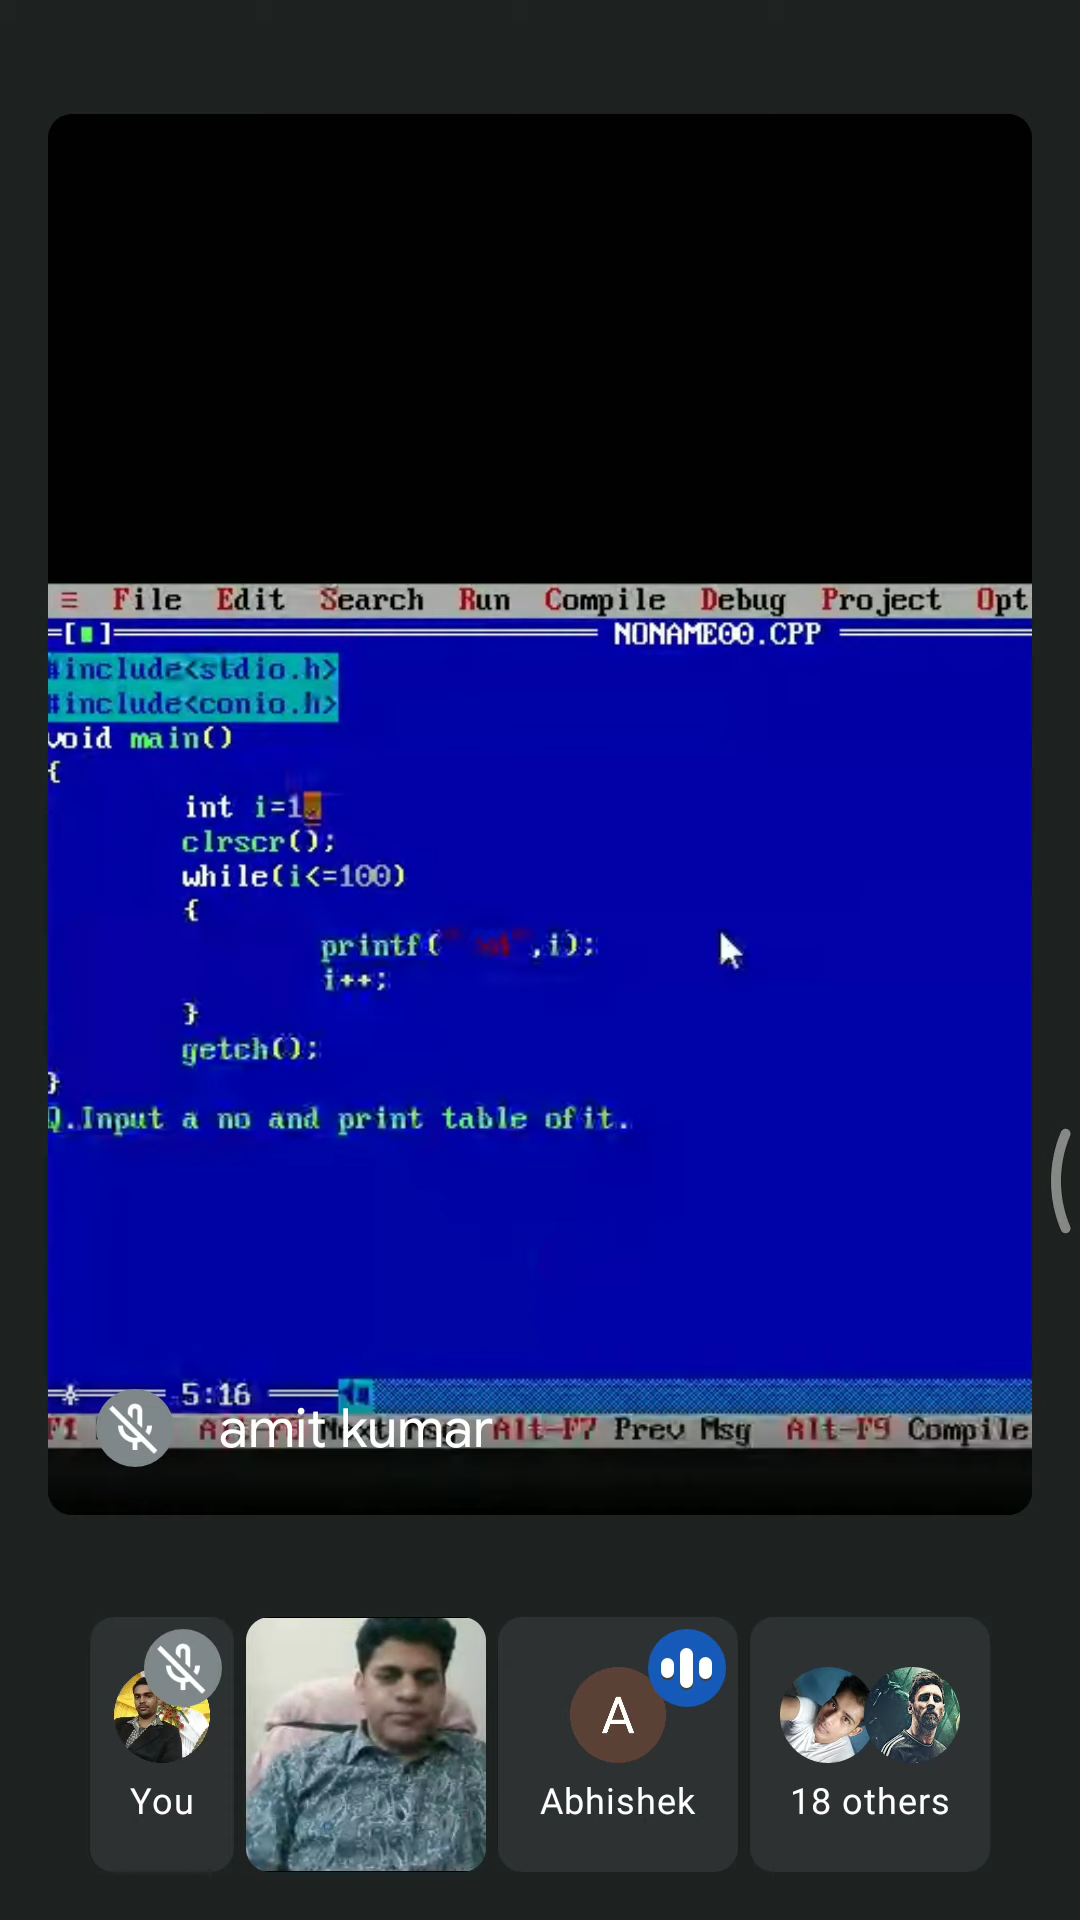 ≡ File Edit Search Run Compile Debug Project Opt
[■] NONAME00.CPP
#include<stdio.h>
#include<conio.h>
void main()
{
int i=1;
clrscr();
while(i<=100)
{
printf(" %d",i);
i++;
}
getch();
}
Q.Input a no and print table ofit.
5:16
F1 Alt-F7 Prev Msg Alt-F9 Compile
amit kumar
You
A
Abhishek
18 others